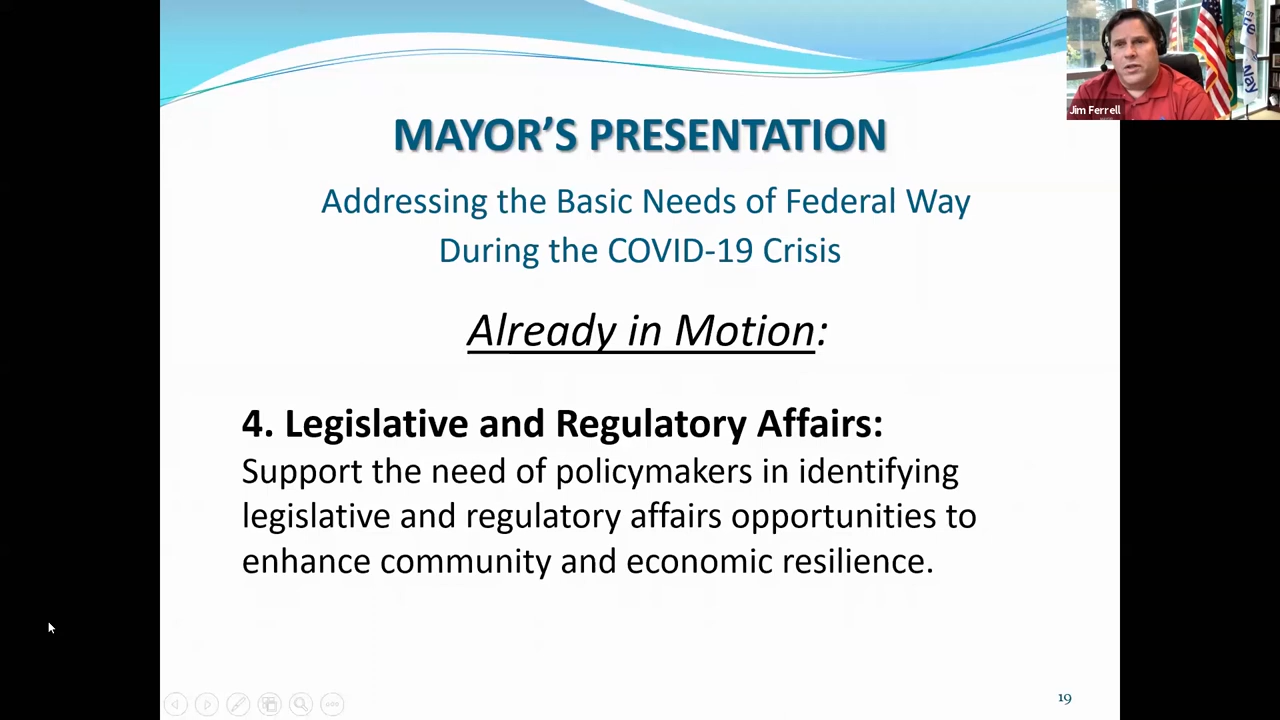 Jim Ferrell
MAYOR'S PRESENTATION
Addressing the Basic Needs of Federal Way
During the COVID-19 Crisis
Already in Motion:
4. Legislative and Regulatory Affairs:
Support the need of policymakers in identifying
legislative and regulatory affairs opportunities to
enhance community and economic resilience.
19